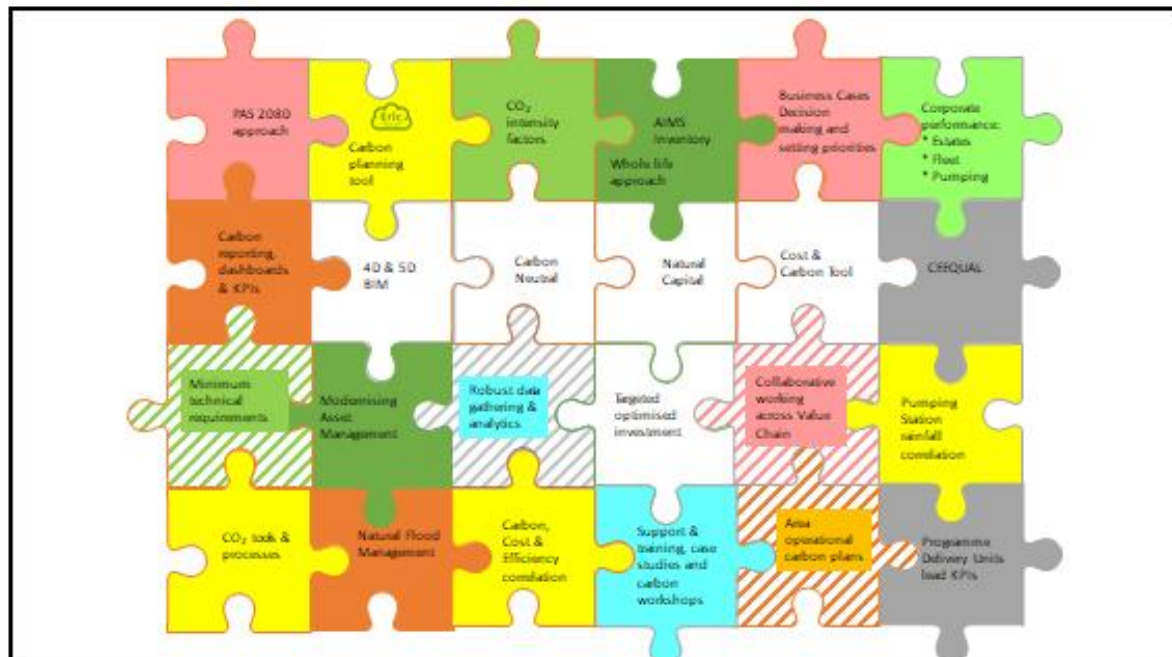 PAS 2080
approach
Eric
Carbon
planning
tool
CO₂
intensity
factors
AIMS
Inventory
Whole life
approach
Business Cases
Decision
making and
setting priorities
Corporate
performance:
* Estates
* Fleet
* Pumping
Carbon
reporting,
dashboards
& KPIs
4D & 5D
BIM
Carbon
Neutral
Natural
Capital
Cost &
Carbon Tool
CEEQUAL
Minimum
technical
requirements
Modernising
Asset
Management
Robust data
gathering &
analytics
Targeted
optimised
investment
Collaborative
working
across Value
Chain
Pumping
Station
rainfall
correlation
CO₂ tools &
processes
Natural Flood
Management
Carbon,
Cost &
Efficiency
correlation
Support &
training, case
studies and
carbon
workshops
Area
operational
carbon plans
Programme
Delivery Units
lead KPIs